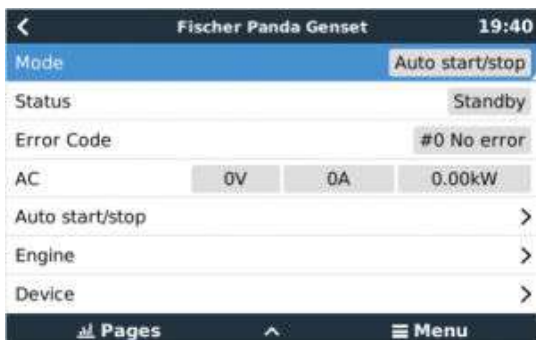 Fischer Panda Genset 19:40
Mode Auto start/stop
Status Standby
Error Code #0 No error
AC 0V 0A 0.00kW
Auto start/stop
Engine
Device
Pages Menu